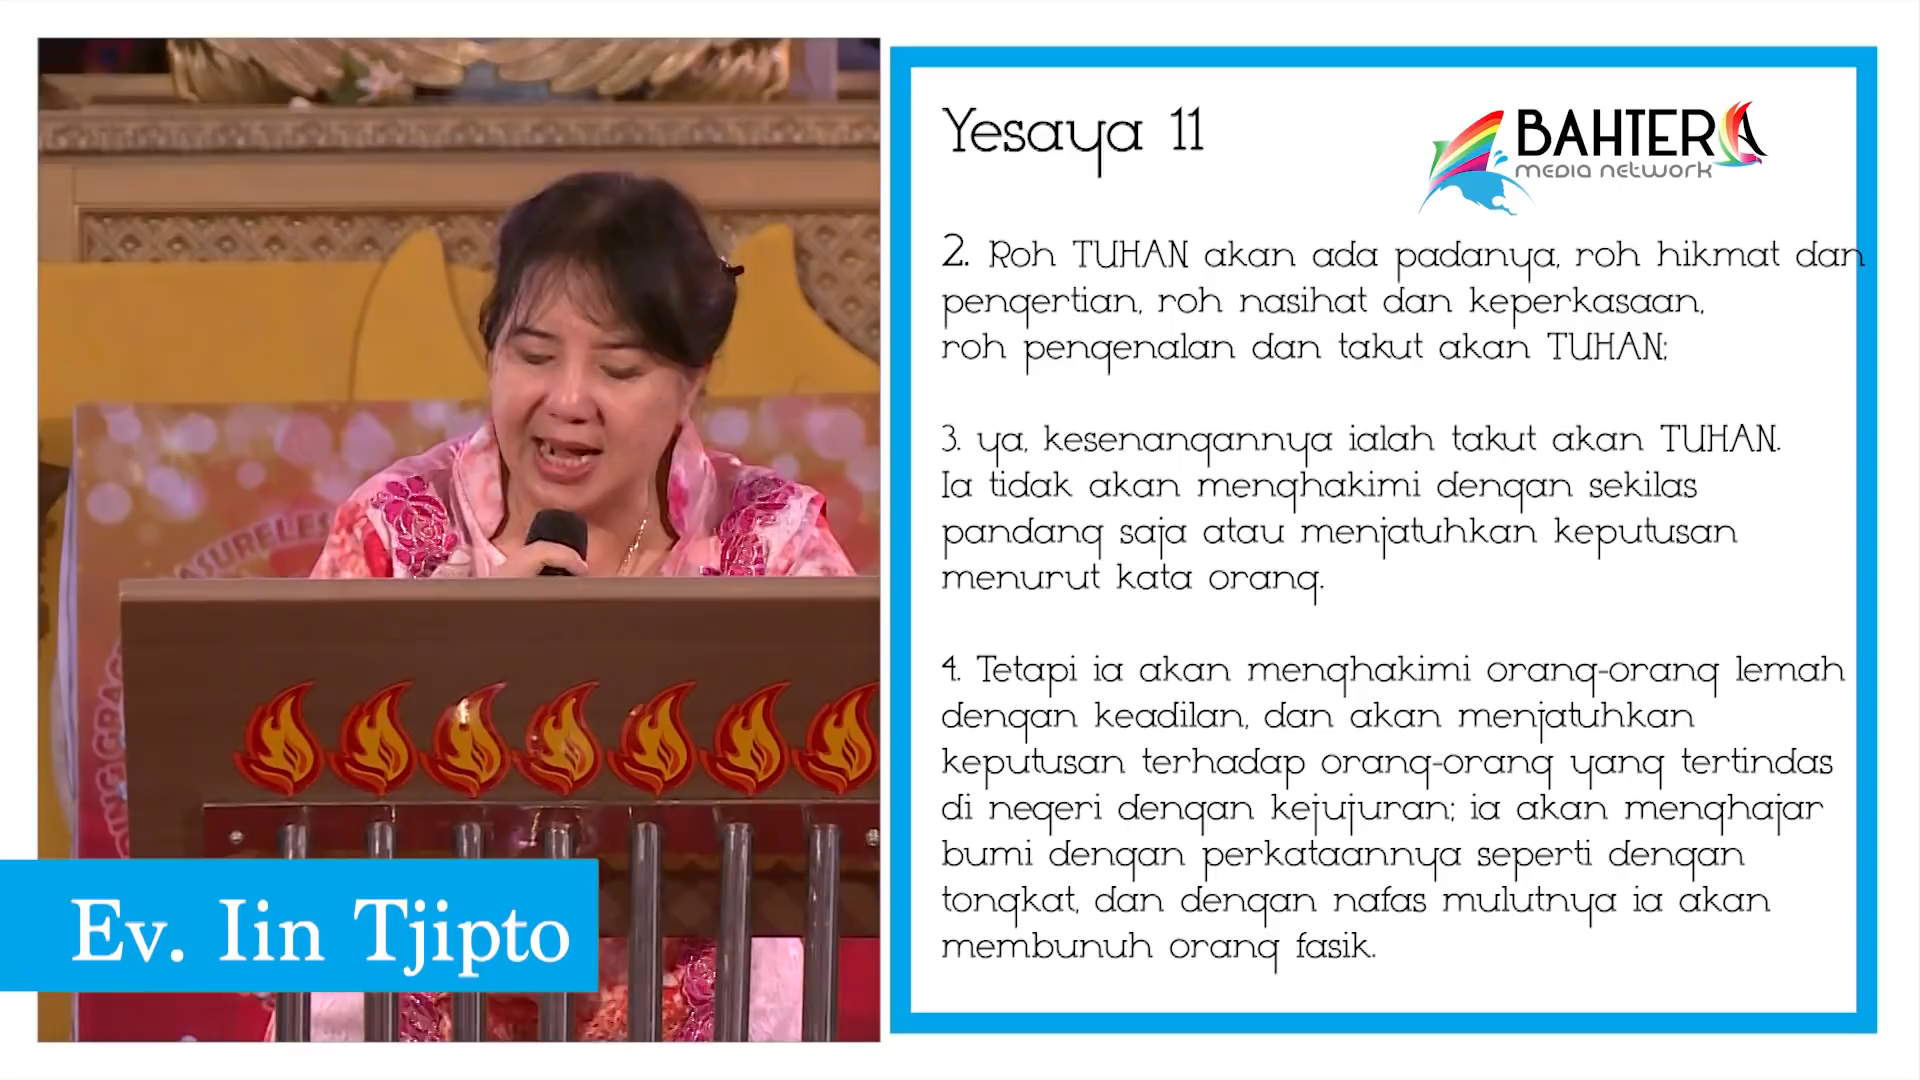 Yesaya 11
BAHTERA
MEDIA NETWORK
2. Roh TUHAN akan ada padanya, roh hikmat dan
pengertian, roh nasihat dan keperkasaan,
roh pengenalan dan takut akan TUHAN;
3. ya, kesenangannya ialah takut akan TUHAN.
Ia tidak akan menghakimi dengan sekilas
pandang saja atau menjatuhkan keputusan
menurut kata orang.
4. Tetapi ia akan menghakimi orang-orang lemah
dengan keadilan, dan akan menjatuhkan
keputusan terhadap orang-orang yang tertindas
di negeri dengan kejujuran; ia akan menghajar
bumi dengan perkataannya seperti dengan
tongkat, dan dengan nafas mulutnya ia akan
membunuh orang fasik.
Ev. Iin Tjipto